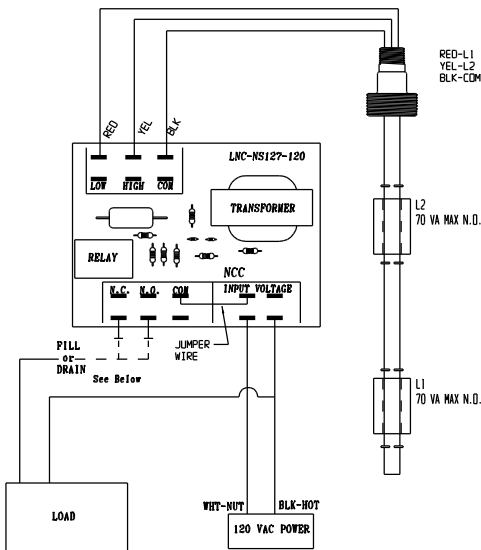 RED-L1
YEL-L2
BLK-COM
RED
YEL
BLK
LNC-NS127-120
LOW HIGH COM
TRANSFORMER
RELAY
NCC
N.C. N.O. COM INPUT VOLTAGE
L2
70 VA MAX N.O.
FILL
or
DRAIN
See Below
JUMPER
WIRE
L1
70 VA MAX N.O.
WHT-NUT BLK-HOT
LOAD
120 VAC POWER